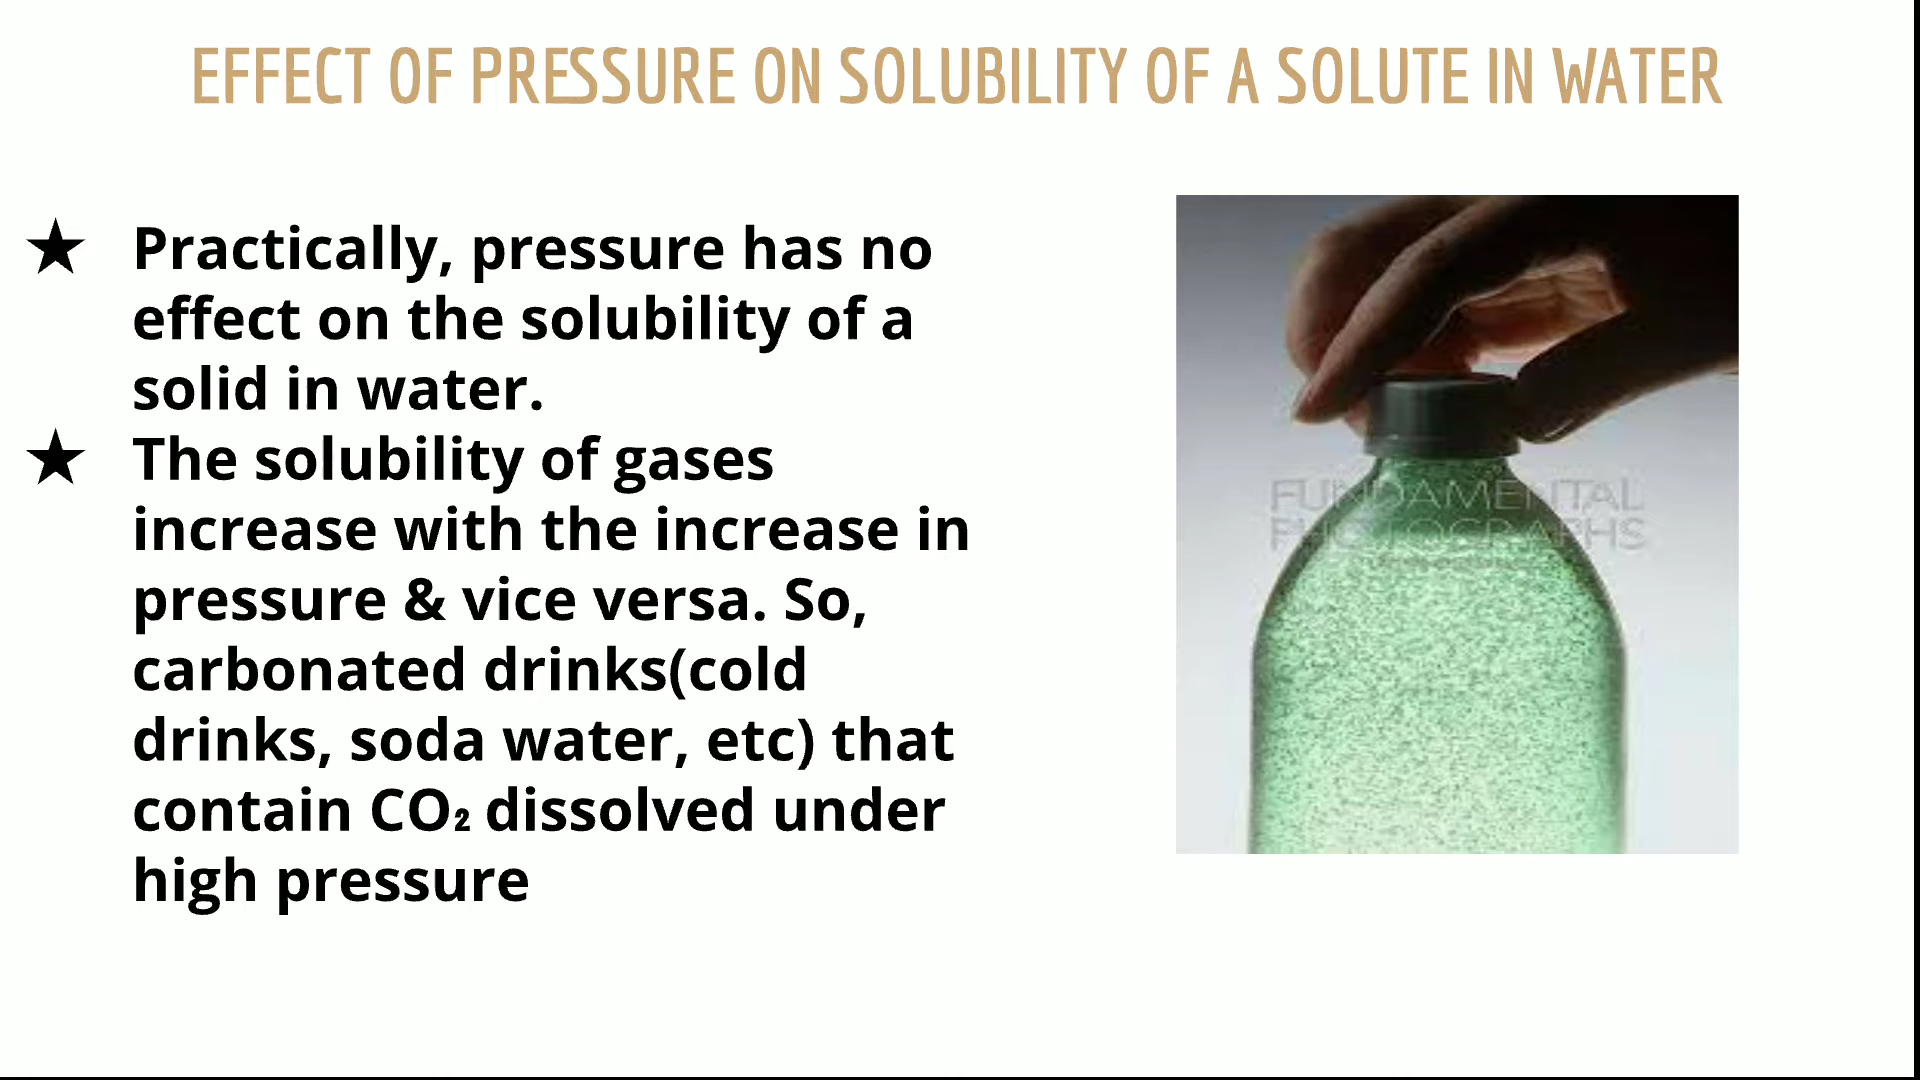 EFFECT OF PRESSURE ON SOLUBILITY OF A SOLUTE IN WATER
★ Practically, pressure has no
effect on the solubility of a
solid in water.
★ The solubility of gases
increase with the increase in
pressure & vice versa. So,
carbonated drinks(cold
drinks, soda water, etc) that
contain CO₂ dissolved under
high pressure
FUNDAMENTAL
PHOTOGRAPHS